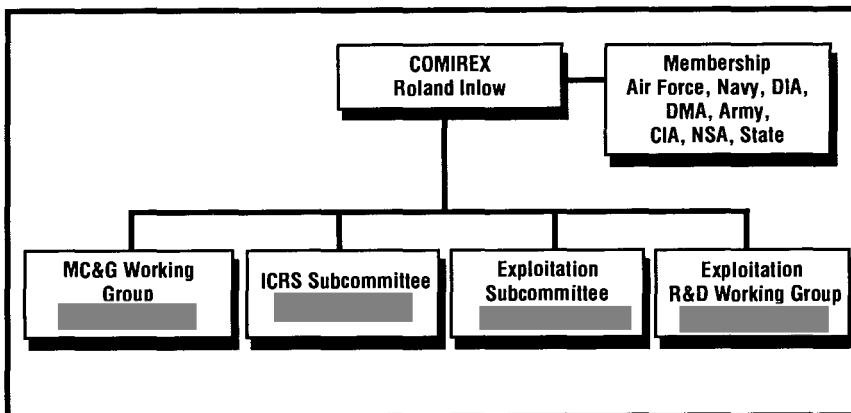 COMIREX
Roland Inlow
Membership
Air Force, Navy, DIA,
DMA, Army,
CIA, NSA, State
MC&G Working
Group
ICRS Subcommittee
Exploitation
Subcommittee
Exploitation
R&D Working Group